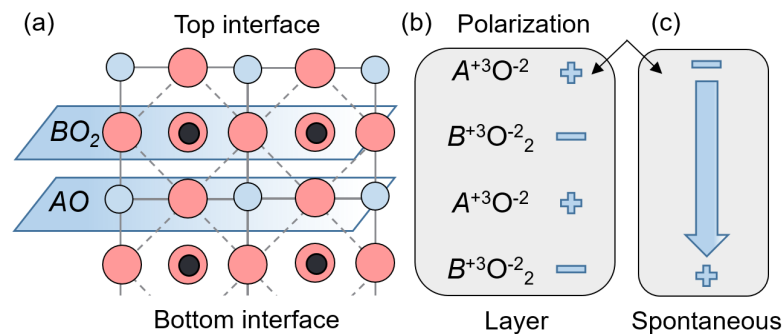 (a)
Top interface
BO₂
AO
Bottom interface
(b)
Polarization
(c)
A⁺³O⁻²
B⁺³O⁻²₂
A⁺³O⁻²
B⁺³O⁻²₂
Layer
Spontaneous